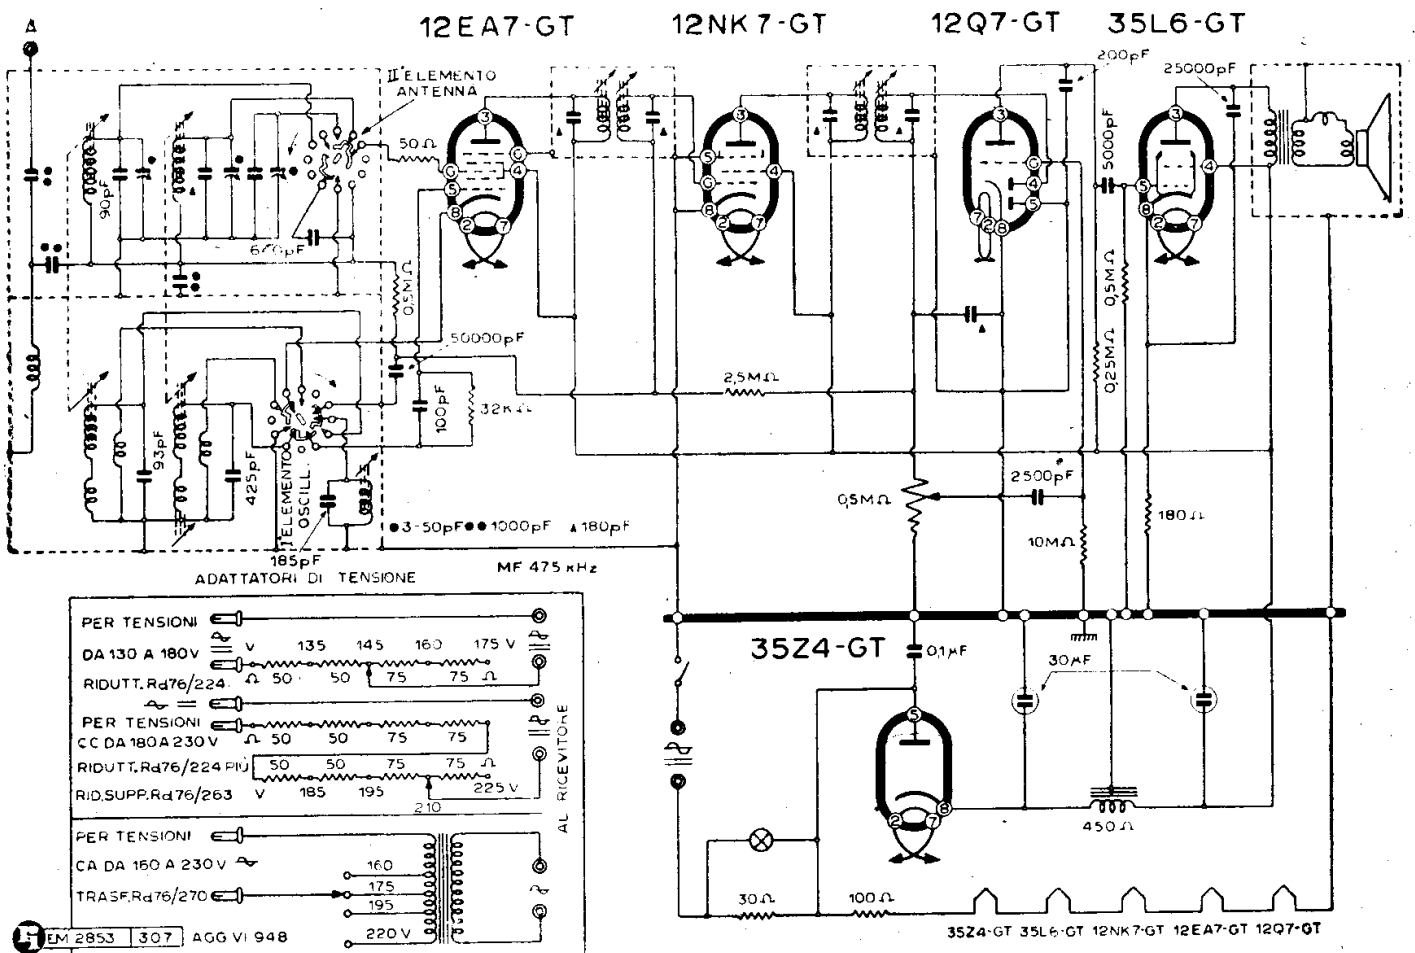 12EA7-GT 12NK7-GT 12Q7-GT 35L6-GT
A
II° ELEMENTO
ANTENNA
50Ω
200pF
25000pF
5000pF
90pF
0,5MΩ
50000pF
0,5MΩ
0,25MΩ
2,5MΩ
100pF
32KΩ
93pF
425pF
I°ELEMENTO
OSCILL.
185pF
0,5MΩ
2500pF
180Ω
10MΩ
●3-50pF ●●1000pF ▲180pF
MF 475 KHz
ADATTATORI DI TENSIONE
PER TENSIONI
DA 130 A 180V
V 135 145 160 175 V
RIDUTT. Rd76/224
Ω 50 50 75 75 Ω
PER TENSIONI
CC DA 180 A 230 V
Ω 50 50 75 75
RIDUTT. Rd76/224 PIÙ
50 50 75 75 Ω
RID.SUPP. Rd76/263
V 185 195 210 225 V
PER TENSIONI
CA DA 160 A 230V
TRASF. Rd76/270
160
175
195
220 V
AL RICEVITORE
35Z4-GT
0,1µF
30µF
450Ω
30Ω
100Ω
35Z4-GT 35L6-GT 12NK7-GT 12EA7-GT 12Q7-GT
EM 2853 307 AGG VI 948